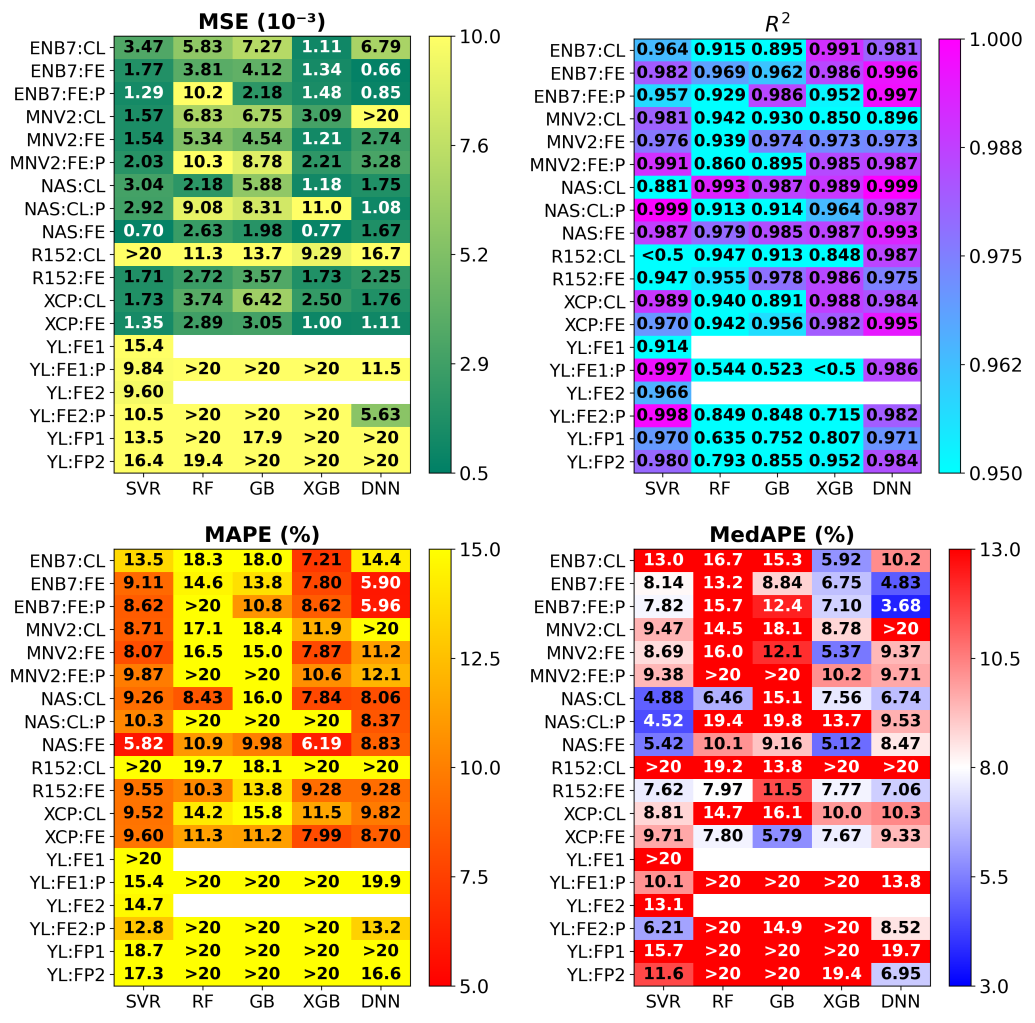 MSE (10⁻³)
ENB7:CL 3.47 5.83 7.27 1.11 6.79
ENB7:FE 1.77 3.81 4.12 1.34 0.66
ENB7:FE:P 1.29 10.2 2.18 1.48 0.85
MNV2:CL 1.57 6.83 6.75 3.09 >20
MNV2:FE 1.54 5.34 4.54 1.21 2.74
MNV2:FE:P 2.03 10.3 8.78 2.21 3.28
NAS:CL 3.04 2.18 5.88 1.18 1.75
NAS:CL:P 2.92 9.08 8.31 11.0 1.08
NAS:FE 0.70 2.63 1.98 0.77 1.67
R152:CL >20 11.3 13.7 9.29 16.7
R152:FE 1.71 2.72 3.57 1.73 2.25
XCP:CL 1.73 3.74 6.42 2.50 1.76
XCP:FE 1.35 2.89 3.05 1.00 1.11
YL:FE1 15.4
YL:FE1:P 9.84 >20 >20 >20 11.5
YL:FE2 9.60
YL:FE2:P 10.5 >20 >20 >20 5.63
YL:FP1 13.5 >20 17.9 >20 >20
YL:FP2 16.4 19.4 >20 >20 >20
SVR RF GB XGB DNN
10.0
7.6
5.2
2.9
0.5
R²
ENB7:CL 0.964 0.915 0.895 0.991 0.981
ENB7:FE 0.982 0.969 0.962 0.986 0.996
ENB7:FE:P 0.957 0.929 0.986 0.952 0.997
MNV2:CL 0.981 0.942 0.930 0.850 0.896
MNV2:FE 0.976 0.939 0.974 0.973 0.973
MNV2:FE:P 0.991 0.860 0.895 0.985 0.987
NAS:CL 0.881 0.993 0.987 0.989 0.999
NAS:CL:P 0.999 0.913 0.914 0.964 0.987
NAS:FE 0.987 0.979 0.985 0.987 0.993
R152:CL <0.5 0.947 0.913 0.848 0.987
R152:FE 0.947 0.955 0.978 0.986 0.975
XCP:CL 0.989 0.940 0.891 0.988 0.984
XCP:FE 0.970 0.942 0.956 0.982 0.995
YL:FE1 0.914
YL:FE1:P 0.997 0.544 0.523 <0.5 0.986
YL:FE2 0.966
YL:FE2:P 0.998 0.849 0.848 0.715 0.982
YL:FP1 0.970 0.635 0.752 0.807 0.971
YL:FP2 0.980 0.793 0.855 0.952 0.984
SVR RF GB XGB DNN
1.000
0.988
0.975
0.962
0.950
MAPE (%)
ENB7:CL 13.5 18.3 18.0 7.21 14.4
ENB7:FE 9.11 14.6 13.8 7.80 5.90
ENB7:FE:P 8.62 >20 10.8 8.62 5.96
MNV2:CL 8.71 17.1 18.4 11.9 >20
MNV2:FE 8.07 16.5 15.0 7.87 11.2
MNV2:FE:P 9.87 >20 >20 10.6 12.1
NAS:CL 9.26 8.43 16.0 7.84 8.06
NAS:CL:P 10.3 >20 >20 >20 8.37
NAS:FE 5.82 10.9 9.98 6.19 8.83
R152:CL >20 19.7 18.1 >20 >20
R152:FE 9.55 10.3 13.8 9.28 9.28
XCP:CL 9.52 14.2 15.8 11.5 9.82
XCP:FE 9.60 11.3 11.2 7.99 8.70
YL:FE1 >20
YL:FE1:P 15.4 >20 >20 >20 19.9
YL:FE2 14.7
YL:FE2:P 12.8 >20 >20 >20 13.2
YL:FP1 18.7 >20 >20 >20 >20
YL:FP2 17.3 >20 >20 >20 16.6
SVR RF GB XGB DNN
15.0
12.5
10.0
7.5
5.0
MedAPE (%)
ENB7:CL 13.0 16.7 15.3 5.92 10.2
ENB7:FE 8.14 13.2 8.84 6.75 4.83
ENB7:FE:P 7.82 15.7 12.4 7.10 3.68
MNV2:CL 9.47 14.5 18.1 8.78 >20
MNV2:FE 8.69 16.0 12.1 5.37 9.37
MNV2:FE:P 9.38 >20 >20 10.2 9.71
NAS:CL 4.88 6.46 15.1 7.56 6.74
NAS:CL:P 4.52 19.4 19.8 13.7 9.53
NAS:FE 5.42 10.1 9.16 5.12 8.47
R152:CL >20 19.2 13.8 >20 >20
R152:FE 7.62 7.97 11.5 7.77 7.06
XCP:CL 8.81 14.7 16.1 10.0 10.3
XCP:FE 9.71 7.80 5.79 7.67 9.33
YL:FE1 >20
YL:FE1:P 10.1 >20 >20 >20 13.8
YL:FE2 13.1
YL:FE2:P 6.21 >20 14.9 >20 8.52
YL:FP1 15.7 >20 >20 >20 19.7
YL:FP2 11.6 >20 >20 19.4 6.95
SVR RF GB XGB DNN
13.0
10.5
8.0
5.5
3.0